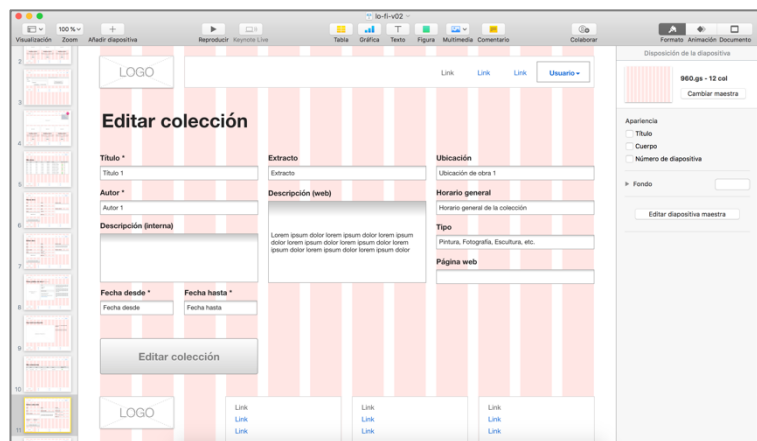 lo-fi-v02
100 %
Visualización Zoom Añadir diapositiva Reproducir Keynote Live Tabla Gráfica Texto Figura Multimedia Comentario Colaborar Formato Animación Documento
Disposición de la diapositiva
960.gs - 12 col
Cambiar maestra
Apariencia
Título
Cuerpo
Número de diapositiva
Fondo
Editar diapositiva maestra
2
3
4
5
6
7
8
9
10
11
LOGO
Link Link Link Usuario
Editar colección
Título *
Título 1
Autor *
Autor 1
Descripción (interna)
Fecha desde * Fecha hasta *
Fecha desde Fecha hasta
Extracto
Extracto
Descripción (web)
Lorem ipsum dolor lorem ipsum dolor lorem ipsum
dolor lorem ipsum dolor lorem ipsum dolor lorem
ipsum dolor lorem ipsum dolor lorem ipsum dolor
Ubicación
Ubicación de obra 1
Horario general
Horario general de la colección
Tipo
Pintura, Fotografía, Escultura, etc.
Página web
Editar colección
LOGO
Link Link Link
Link Link Link
Link Link Link